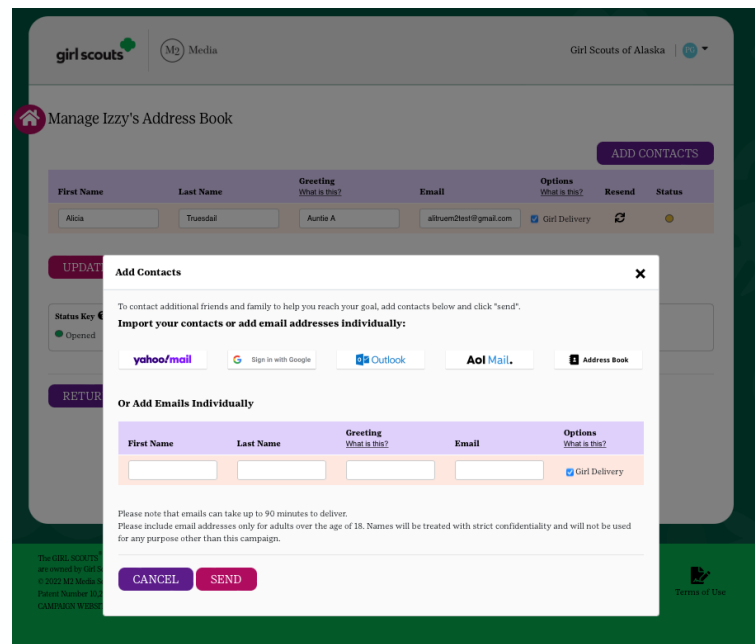 girl scouts
M2 Media
Girl Scouts of Alaska
PG
Manage Izzy's Address Book
ADD CONTACTS
First Name Last Name Greeting What is this? Email Options What is this? Resend Status
Alicia Truesdail Auntie A alitruem2test@gmail.com Girl Delivery
UPDAT
Add Contacts
To contact additional friends and family to help you reach your goal, add contacts below and click "send".
Import your contacts or add email addresses individually:
yahoo!mail Sign in with Google Outlook Aol Mail. Address Book
Status Key
Opened
RETUR
Or Add Emails Individually
First Name Last Name Greeting What is this? Email Options What is this?
Girl Delivery
Please note that emails can take up to 90 minutes to deliver.
Please include email addresses only for adults over the age of 18. Names will be treated with strict confidentiality and will not be used
for any purpose other than this campaign.
CANCEL SEND
The GIRL SCOUTS
are owned by Girl S
© 2022 M2 Media S
Patent Number 10,2
CAMPAIGN WEBSIT
Terms of Use